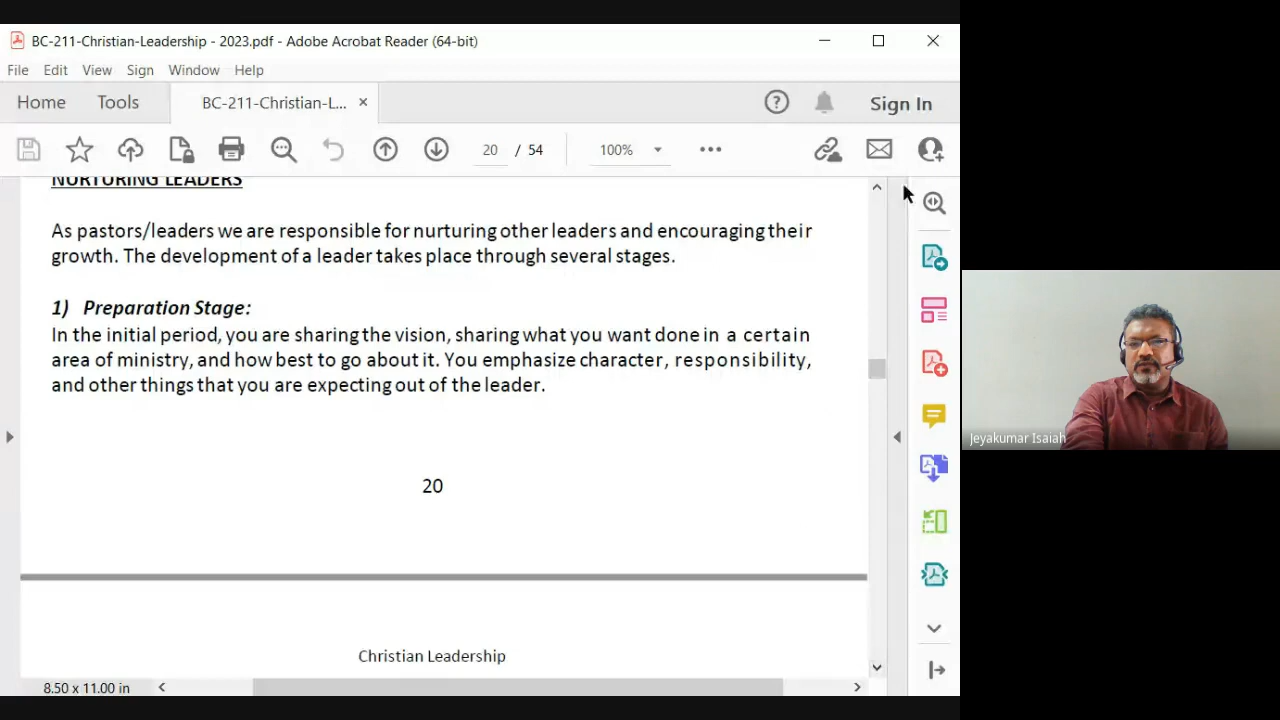 BC-211-Christian-Leadership - 2023.pdf - Adobe Acrobat Reader (64-bit)
File Edit View Sign Window Help
Home Tools BC-211-Christian-L... × Sign In
20 / 54 100%
NURTURING LEADERS
As pastors/leaders we are responsible for nurturing other leaders and encouraging their
growth. The development of a leader takes place through several stages.
1) Preparation Stage:
In the initial period, you are sharing the vision, sharing what you want done in a certain
area of ministry, and how best to go about it. You emphasize character, responsibility,
and other things that you are expecting out of the leader.
20
Christian Leadership
8.50 x 11.00 in
Jeyakumar Isaiah